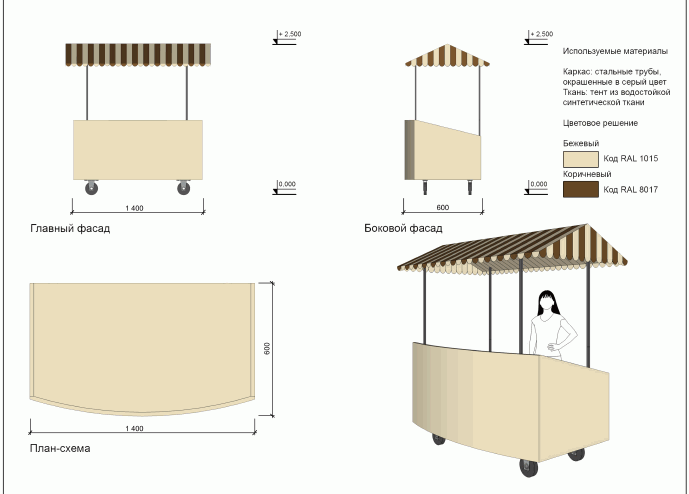 + 2,500
+ 2,500
Используемые материалы
Каркас: стальные трубы,
окрашенные в серый цвет
Ткань: тент из водостойкой
синтетической ткани
Цветовое решение
Бежевый
Код RAL 1015
Коричневый
Код RAL 8017
0,000
0,000
1 400
600
Главный фасад
Боковой фасад
600
1 400
План-схема